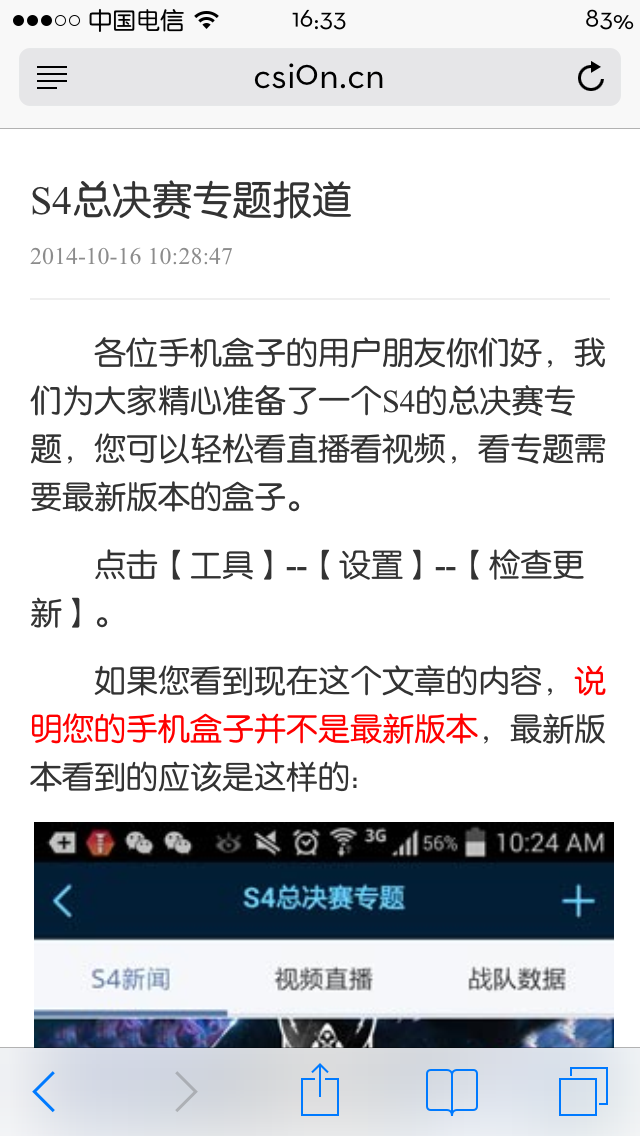 中国电信 16:33 83%
csi0n.cn
S4总决赛专题报道
2014-10-16 10:28:47
各位手机盒子的用户朋友你们好，我
们为大家精心准备了一个S4的总决赛专
题，您可以轻松看直播看视频，看专题需
要最新版本的盒子。
点击【工具】--【设置】--【检查更
新】。
如果您看到现在这个文章的内容，说
明您的手机盒子并不是最新版本，最新版
本看到的应该是这样的：
3G 56% 10:24 AM
S4总决赛专题
S4新闻 视频直播 战队数据